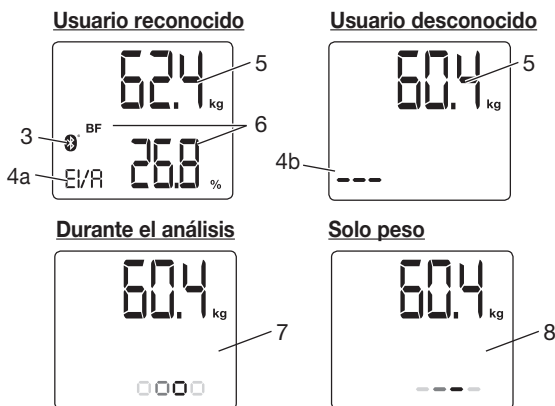 Usuario reconocido
62.4 kg
5
3
BF
6
4a
EVA
26.8 %
Usuario desconocido
60.4 kg
5
4b
---
Durante el análisis
60.4 kg
7
Solo peso
60.4 kg
8
----